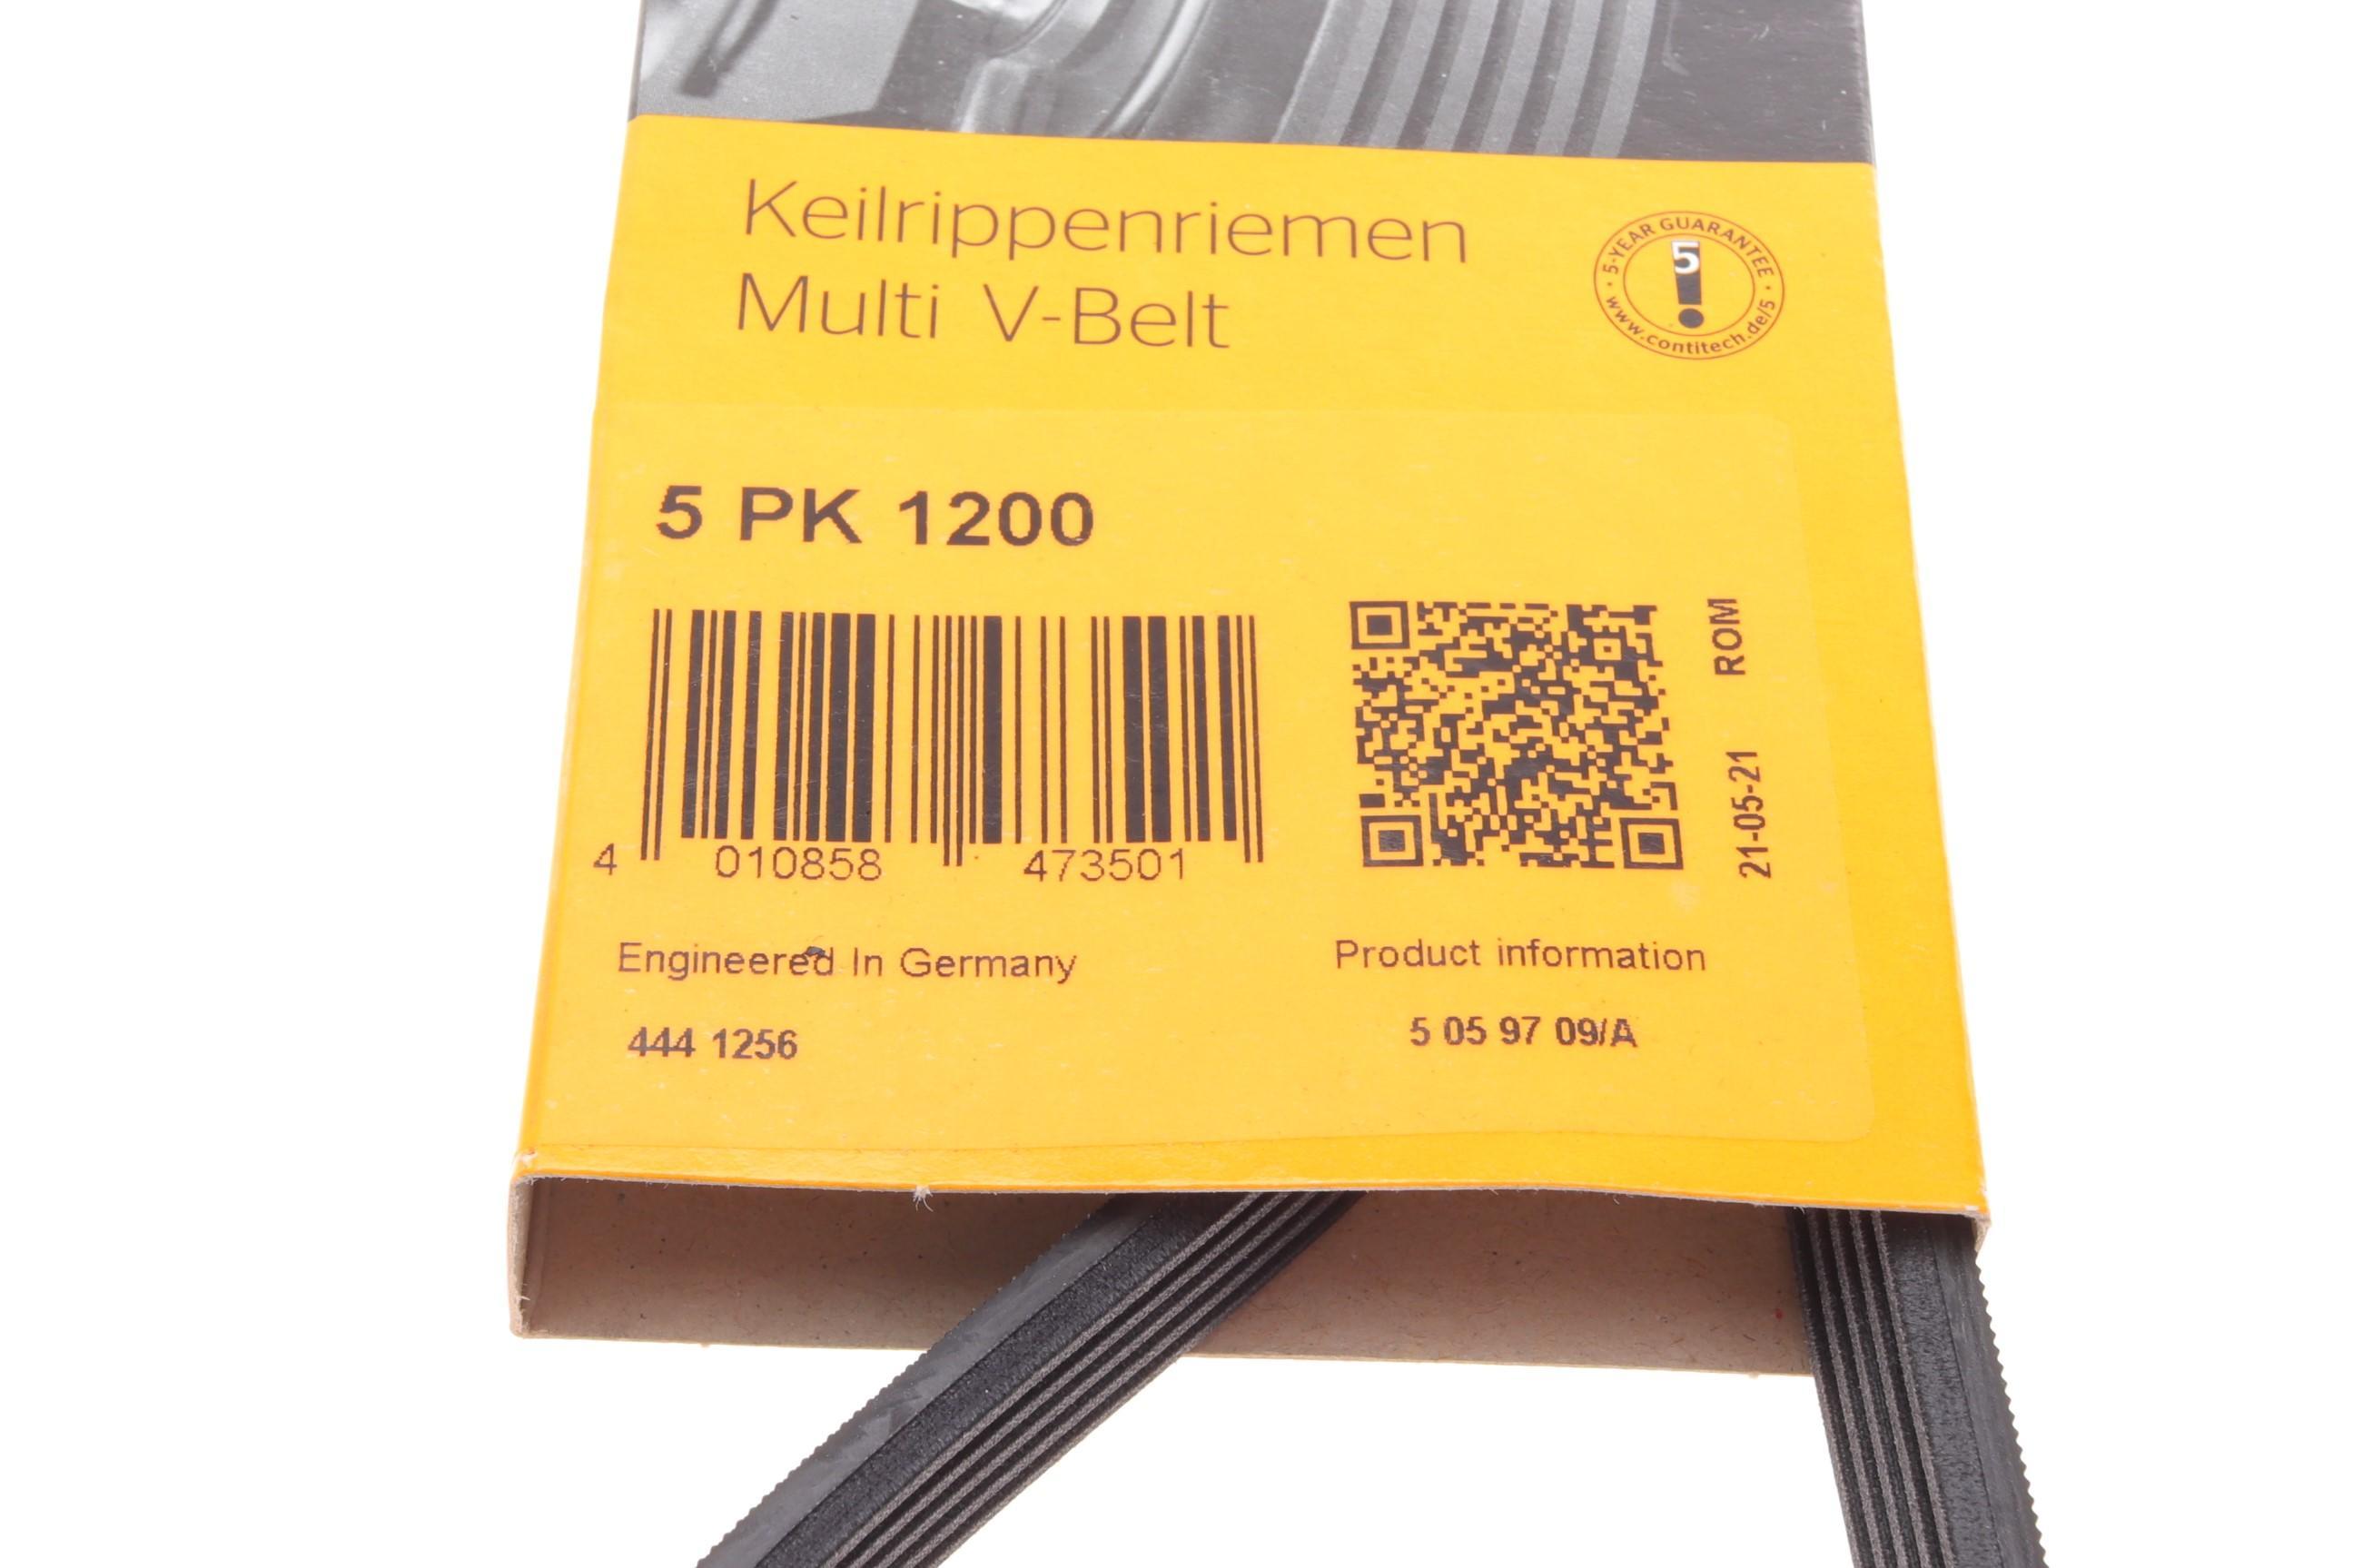 Keilrippenriemen
Multi V-Belt
· 5-YEAR GUARANTEE ·
5
www.contitech.de/5
5 PK 1200
ROM
21-05-21
4 010858 473501
Engineered In Germany
Product information
444 1256
5 05 97 09/A